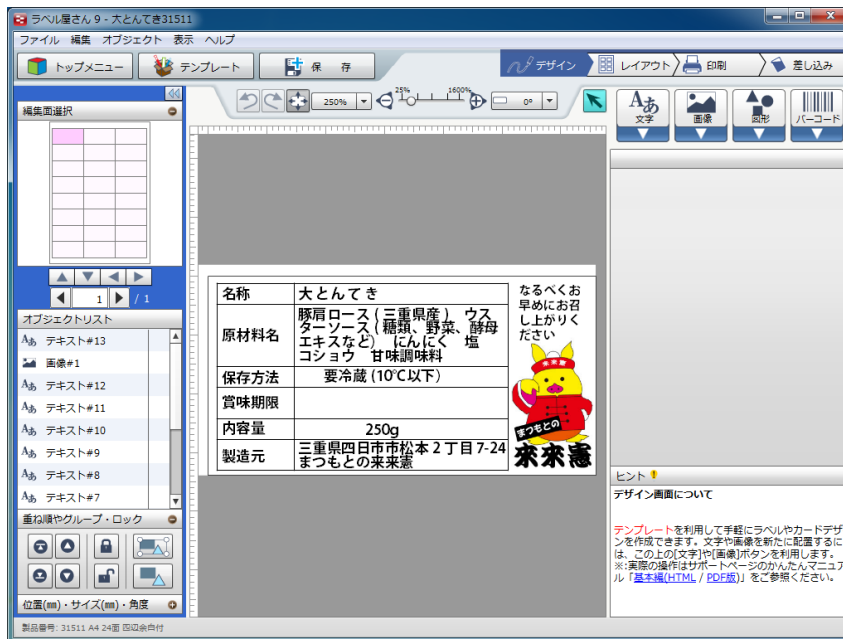 ラベル屋さん 9 - 大とんてき31511
ファイル 編集 オブジェクト 表示 ヘルプ
トップメニュー テンプレート 保 存 デザイン レイアウト 印刷 差し込み
編集面選択
250% 25% 1600% 0°
文字 画像 図形 バーコード
1 / 1
オブジェクトリスト
Aあ テキスト#13
画像#1
Aあ テキスト#12
Aあ テキスト#11
Aあ テキスト#10
Aあ テキスト#9
Aあ テキスト#8
Aあ テキスト#7
重ね順やグループ・ロック
位置(㎜)・サイズ(㎜)・角度
製品番号: 31511 A4 24面 四辺余白付
名称 大とんてき
原材料名 豚肩ロース(三重県産) ウス
ターソース(糖類、野菜、酵母
エキスなど) にんにく 塩
コショウ 甘味調味料
保存方法 要冷蔵(10℃以下)
賞味期限
内容量 250g
製造元 三重県四日市市松本2丁目7-24
まつもとの来来憲
なるべくお
早めにお召
し上がりく
ださい
來來憲
まつもとの
來來憲
ヒント
デザイン画面について
テンプレートを利用して手軽にラベルやカードデザ
ンを作成できます。文字や画像を新たに配置するに
は、この上の[文字]や[画像]ボタンを利用します。
※:実際の操作はサポートページのかんたんマニュア
ル「基本編(HTML / PDF版)」をご参照ください。